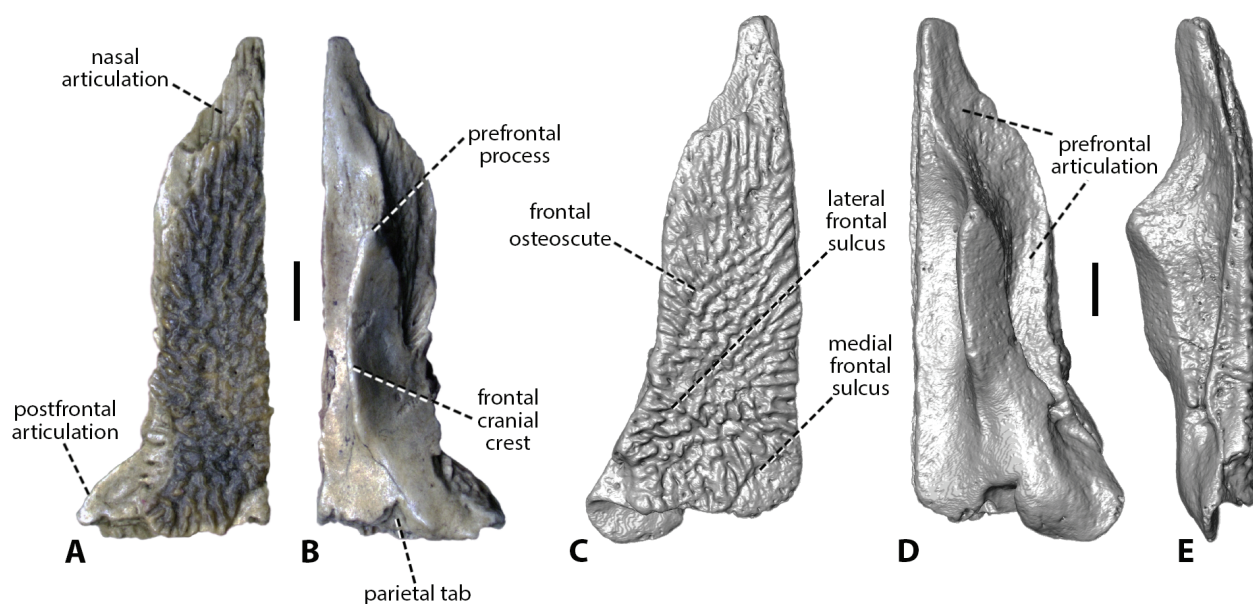 nasal
articulation
prefrontal
process
frontal
osteoscute
lateral
frontal
sulcus
prefrontal
articulation
medial
frontal
sulcus
postfrontal
articulation
frontal
cranial
crest
parietal tab
A
B
C
D
E